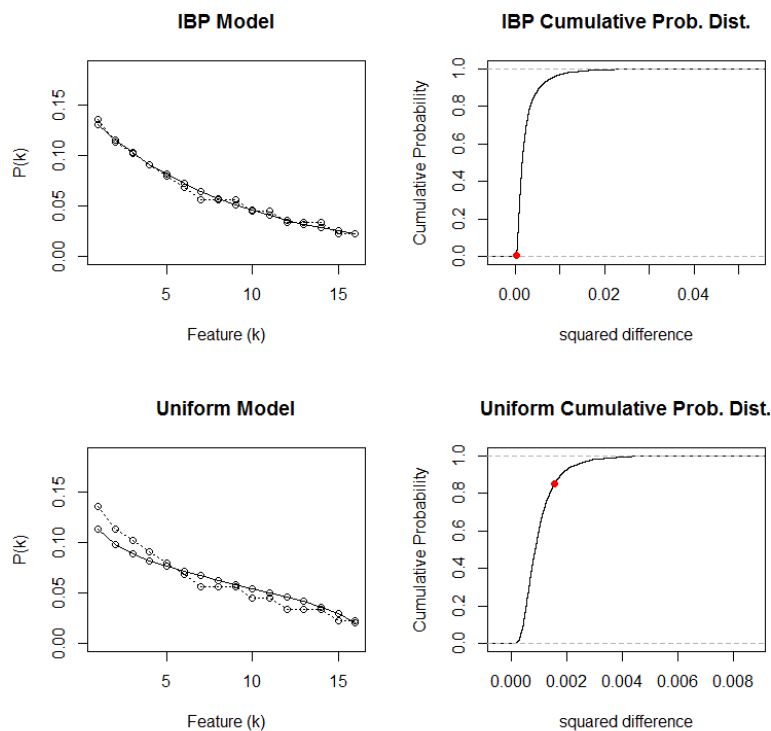 IBP Model
P(k)
0.00 0.05 0.10 0.15
5 10 15
Feature (k)
IBP Cumulative Prob. Dist.
Cumulative Probability
0.0 0.2 0.4 0.6 0.8 1.0
0.00 0.02 0.04
squared difference
Uniform Model
P(k)
0.00 0.05 0.10 0.15
5 10 15
Feature (k)
Uniform Cumulative Prob. Dist.
Cumulative Probability
0.0 0.2 0.4 0.6 0.8 1.0
0.000 0.002 0.004 0.006 0.008
squared difference